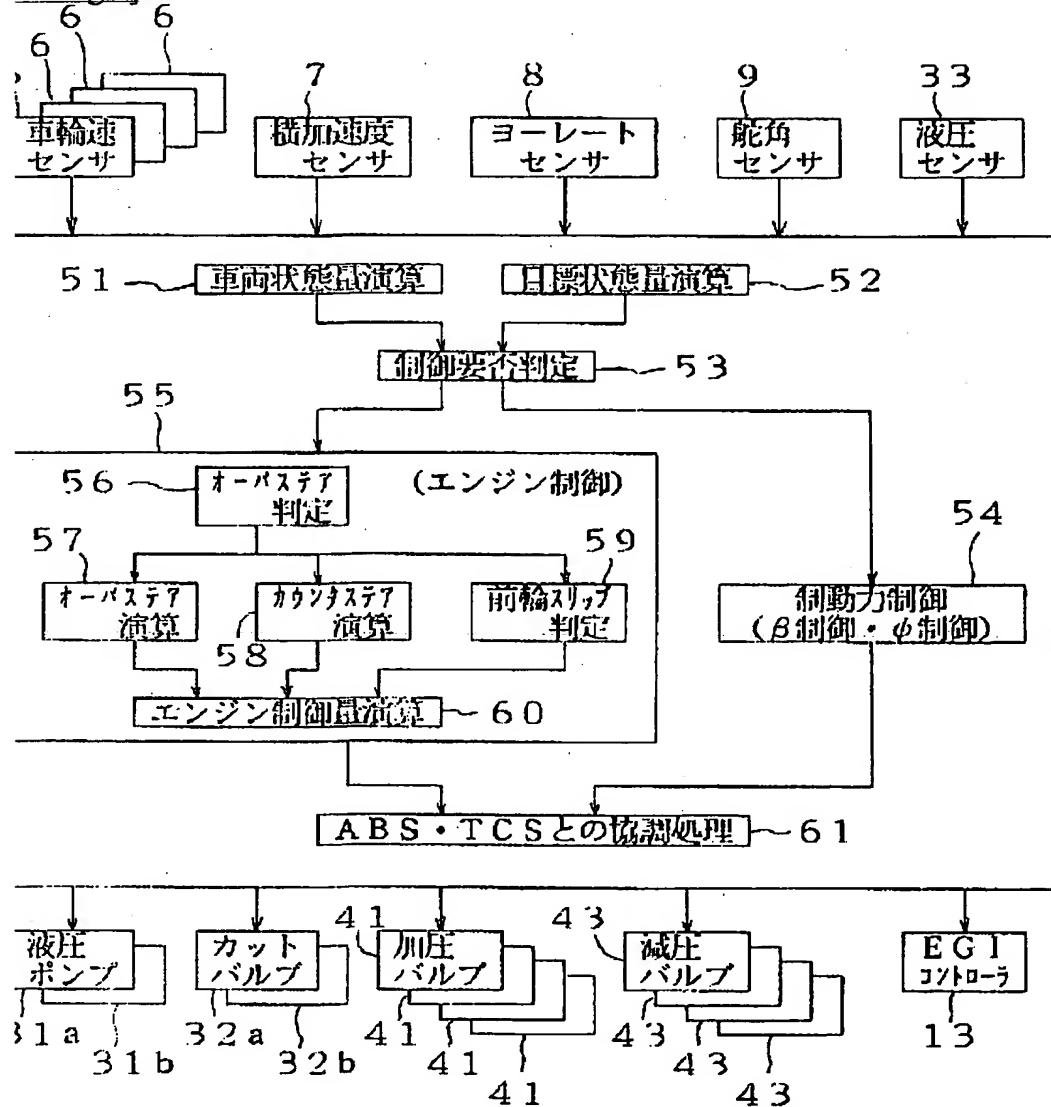 6
6
6
6
7
8
9
33
車輪速
センサ
横加速度
センサ
ヨーレート
センサ
舵角
センサ
液圧
センサ
51
車両状態量演算
目標状態量演算
52
制御要否判定
53
55
56
オーバステア
判定
(エンジン制御)
57
59
54
オーバステア
演算
カウンタステア
演算
58
前輪スリップ
判定
制動力制御
(β制御・ψ制御)
エンジン制御量演算
60
ABS・TCSとの協調処理
61
液圧
ポンプ
カット
バルブ
41
加圧
バルブ
43
減圧
バルブ
EGI
コントローラ
31a
31b
32a
32b
41
41
41
43
43
43
13